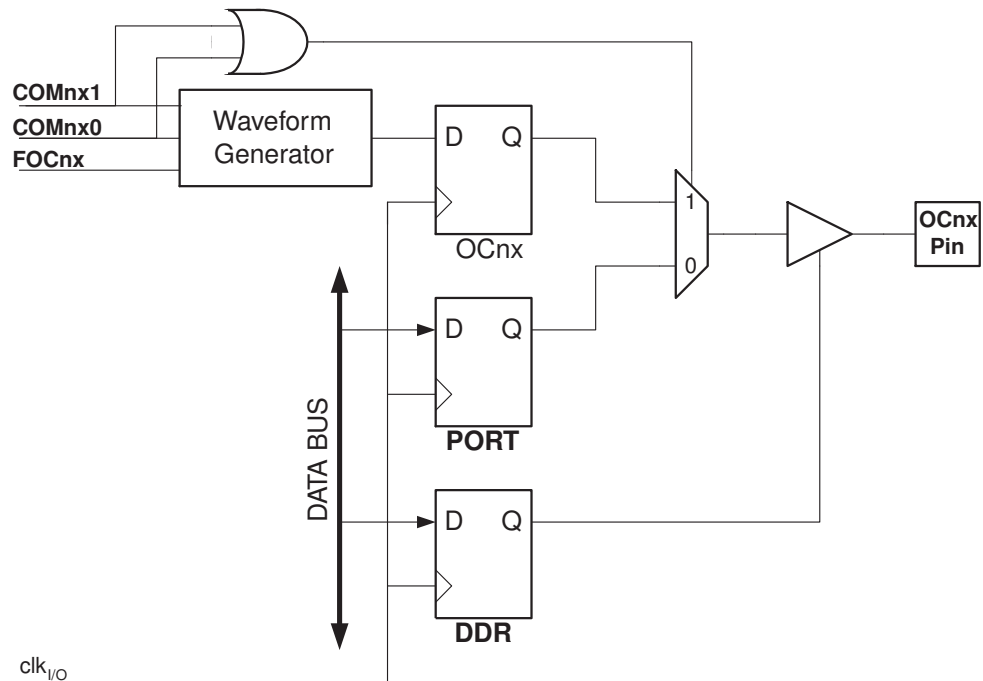 COMnx1
COMnx0
FOCnx
Waveform
Generator
D Q
OCnx
1
0
OCnx
Pin
D Q
PORT
DATA BUS
D Q
DDR
clkI/O